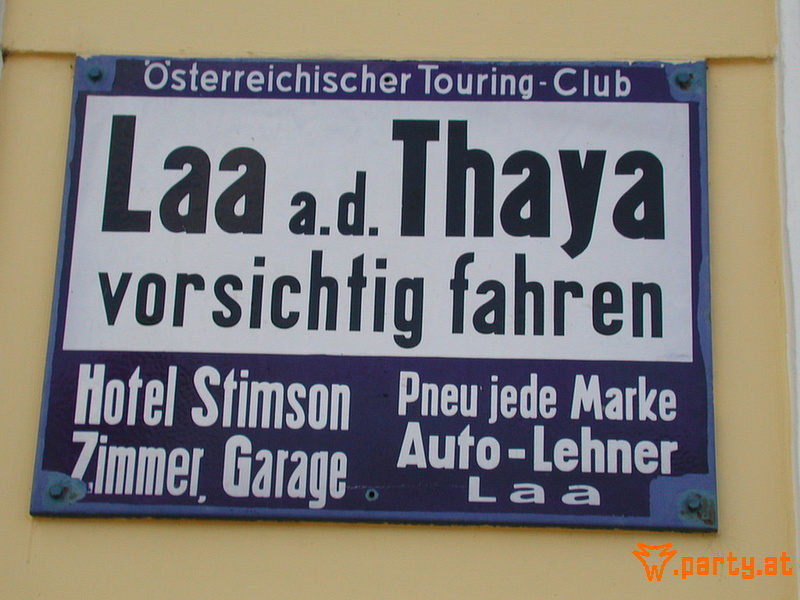 Österreichischer Touring-Club
Laa a.d. Thaya
vorsichtig fahren
Hotel Stimson
Zimmer, Garage
Pneu jede Marke
Auto-Lehner
Laa
w.party.at